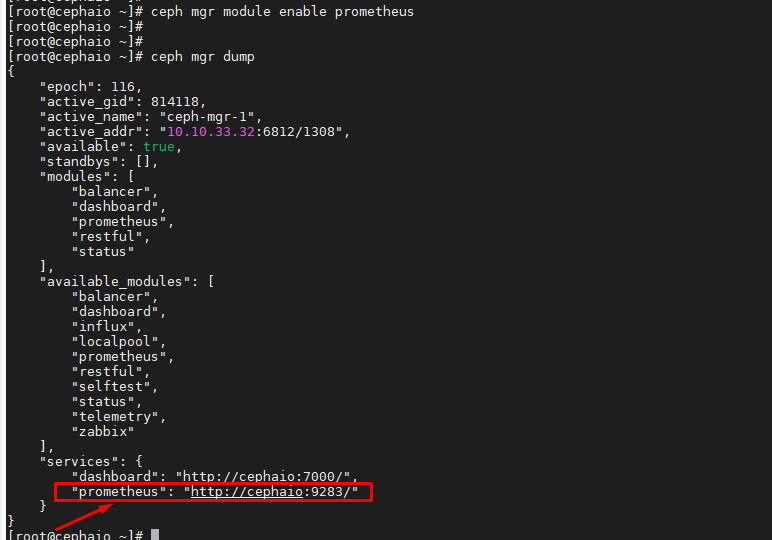 [root@cephaio ~]#
[root@cephaio ~]# ceph mgr module enable prometheus
[root@cephaio ~]#
[root@cephaio ~]#
[root@cephaio ~]# ceph mgr dump
{
    "epoch": 116,
    "active_gid": 814118,
    "active_name": "ceph-mgr-1",
    "active_addr": "10.10.33.32:6812/1308",
    "available": true,
    "standbys": [],
    "modules": [
        "balancer",
        "dashboard",
        "prometheus",
        "restful",
        "status"
    ],
    "available_modules": [
        "balancer",
        "dashboard",
        "influx",
        "localpool",
        "prometheus",
        "restful",
        "selftest",
        "status",
        "telemetry",
        "zabbix"
    ],
    "services": {
        "dashboard": "http://cephaio:7000/",
        "prometheus": "http://cephaio:9283/"
    }
}
[root@cephaio ~]#